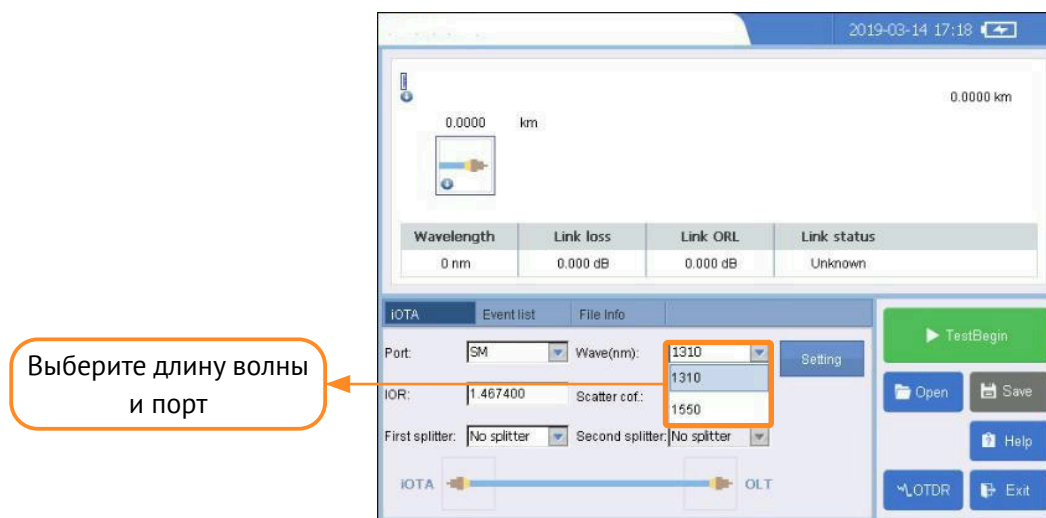 2019-03-14 17:18
0.0000 km
0.0000 km
Wavelength Link loss Link ORL Link status
0 nm 0.000 dB 0.000 dB Unknown
iOTA Event list File Info
Port: SM Wave(nm): 1310 Setting
1310
IOR: 1.467400 Scatter cof.:
1550
First splitter: No splitter Second splitter: No splitter
iOTA OLT
TestBegin
Open Save
Help
OTDR Exit
Выберите длину волны
и порт